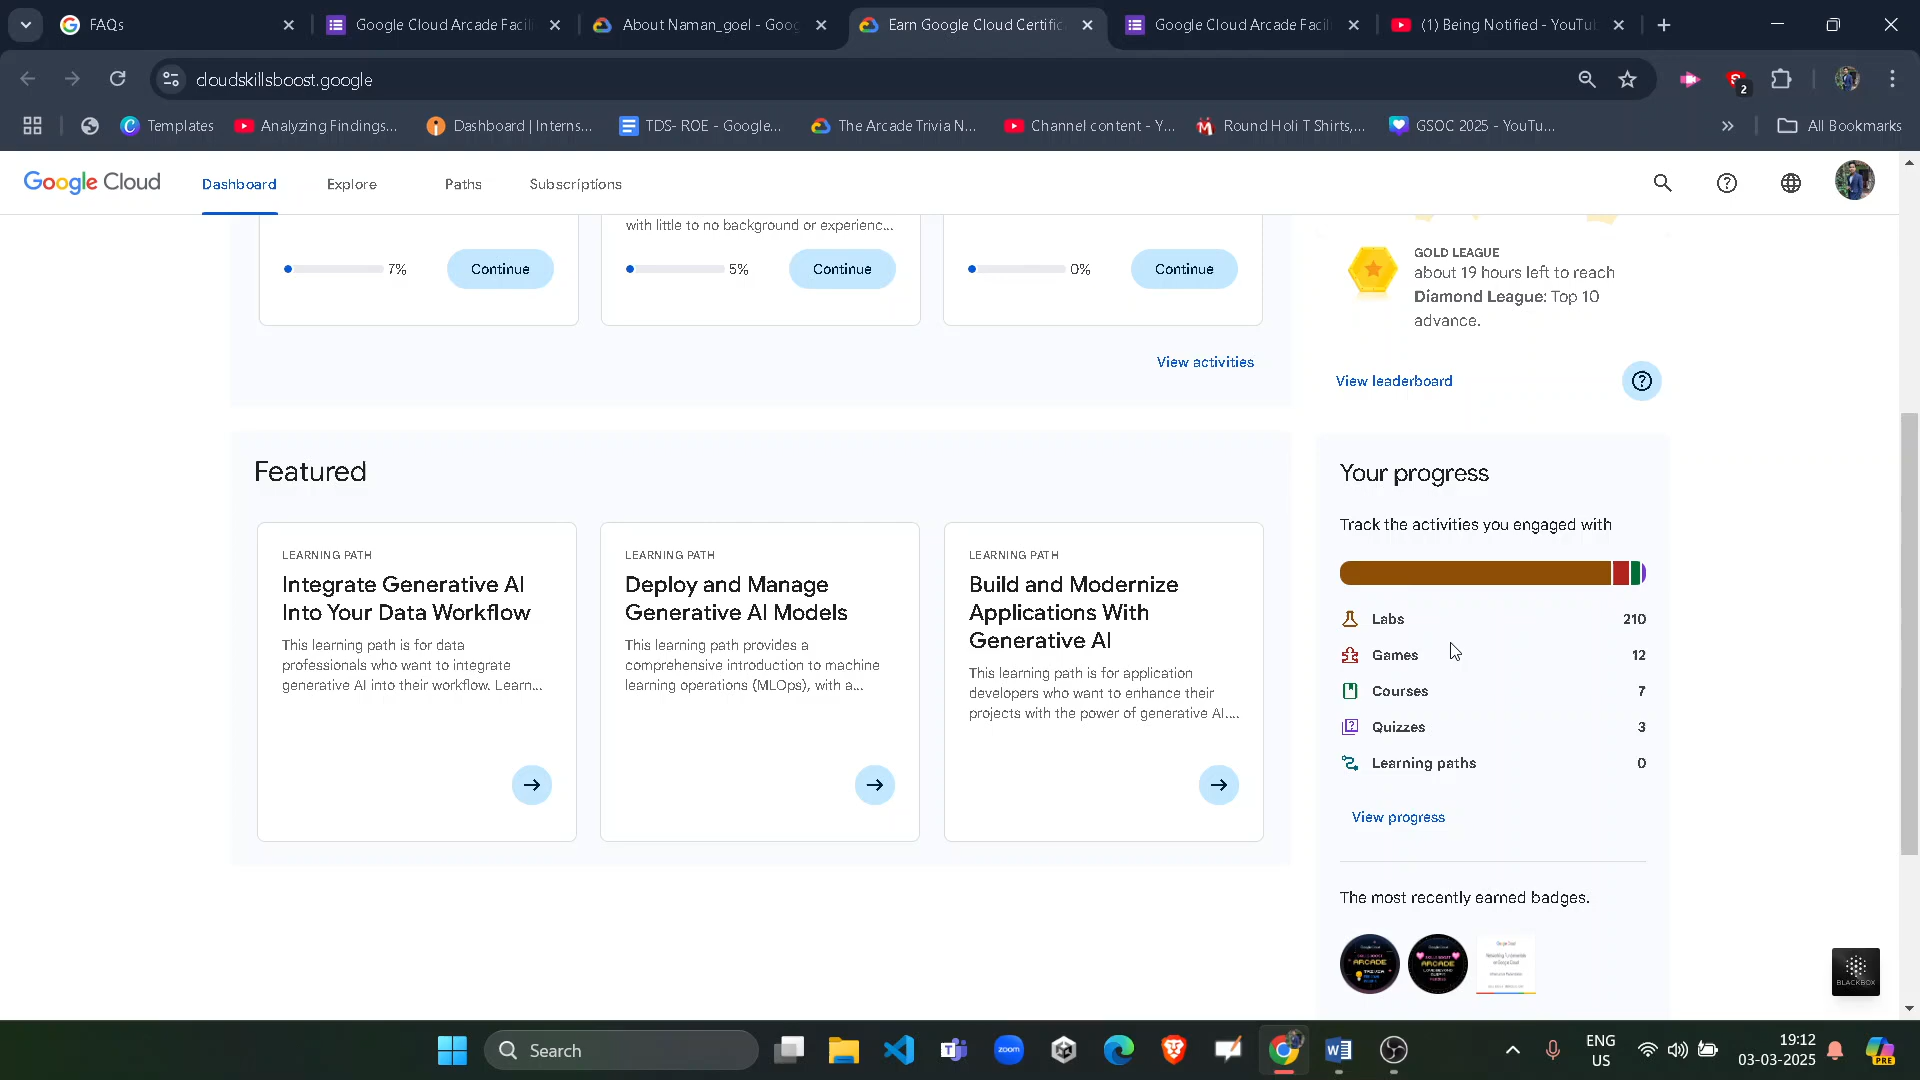 FAQs
Google Cloud Arcade Facil
About Naman_goel - Goog
Earn Google Cloud Certific
Google Cloud Arcade Facil
(1) Being Notified - YouTu
cloudskillsboost.google
2
Templates
Analyzing Findings...
Dashboard | Interns...
TDS- ROE - Google...
The Arcade Trivia N...
Channel content - Y...
Round Holi T Shirts,...
GSOC 2025 - YouTu...
All Bookmarks
Google Cloud
Dashboard
Explore
Paths
Subscriptions
with little to no background or experienc...
7%
Continue
5%
Continue
0%
Continue
View activities
GOLD LEAGUE
about 19 hours left to reach
Diamond League: Top 10
advance.
View leaderboard
Featured
LEARNING PATH
Integrate Generative AI
Into Your Data Workflow
This learning path is for data
professionals who want to integrate
generative AI into their workflow. Learn...
LEARNING PATH
Deploy and Manage
Generative AI Models
This learning path provides a
comprehensive introduction to machine
learning operations (MLOps), with a...
LEARNING PATH
Build and Modernize
Applications With
Generative AI
This learning path is for application
developers who want to enhance their
projects with the power of generative AI....
Your progress
Track the activities you engaged with
Labs 210
Games 12
Courses 7
Quizzes 3
Learning paths 0
View progress
The most recently earned badges.
ARCADE
TRIVIA
ARCADE
Google Cloud
BLACKBOX
Search
zoom
ENG
US
19:12
03-03-2025
PRE